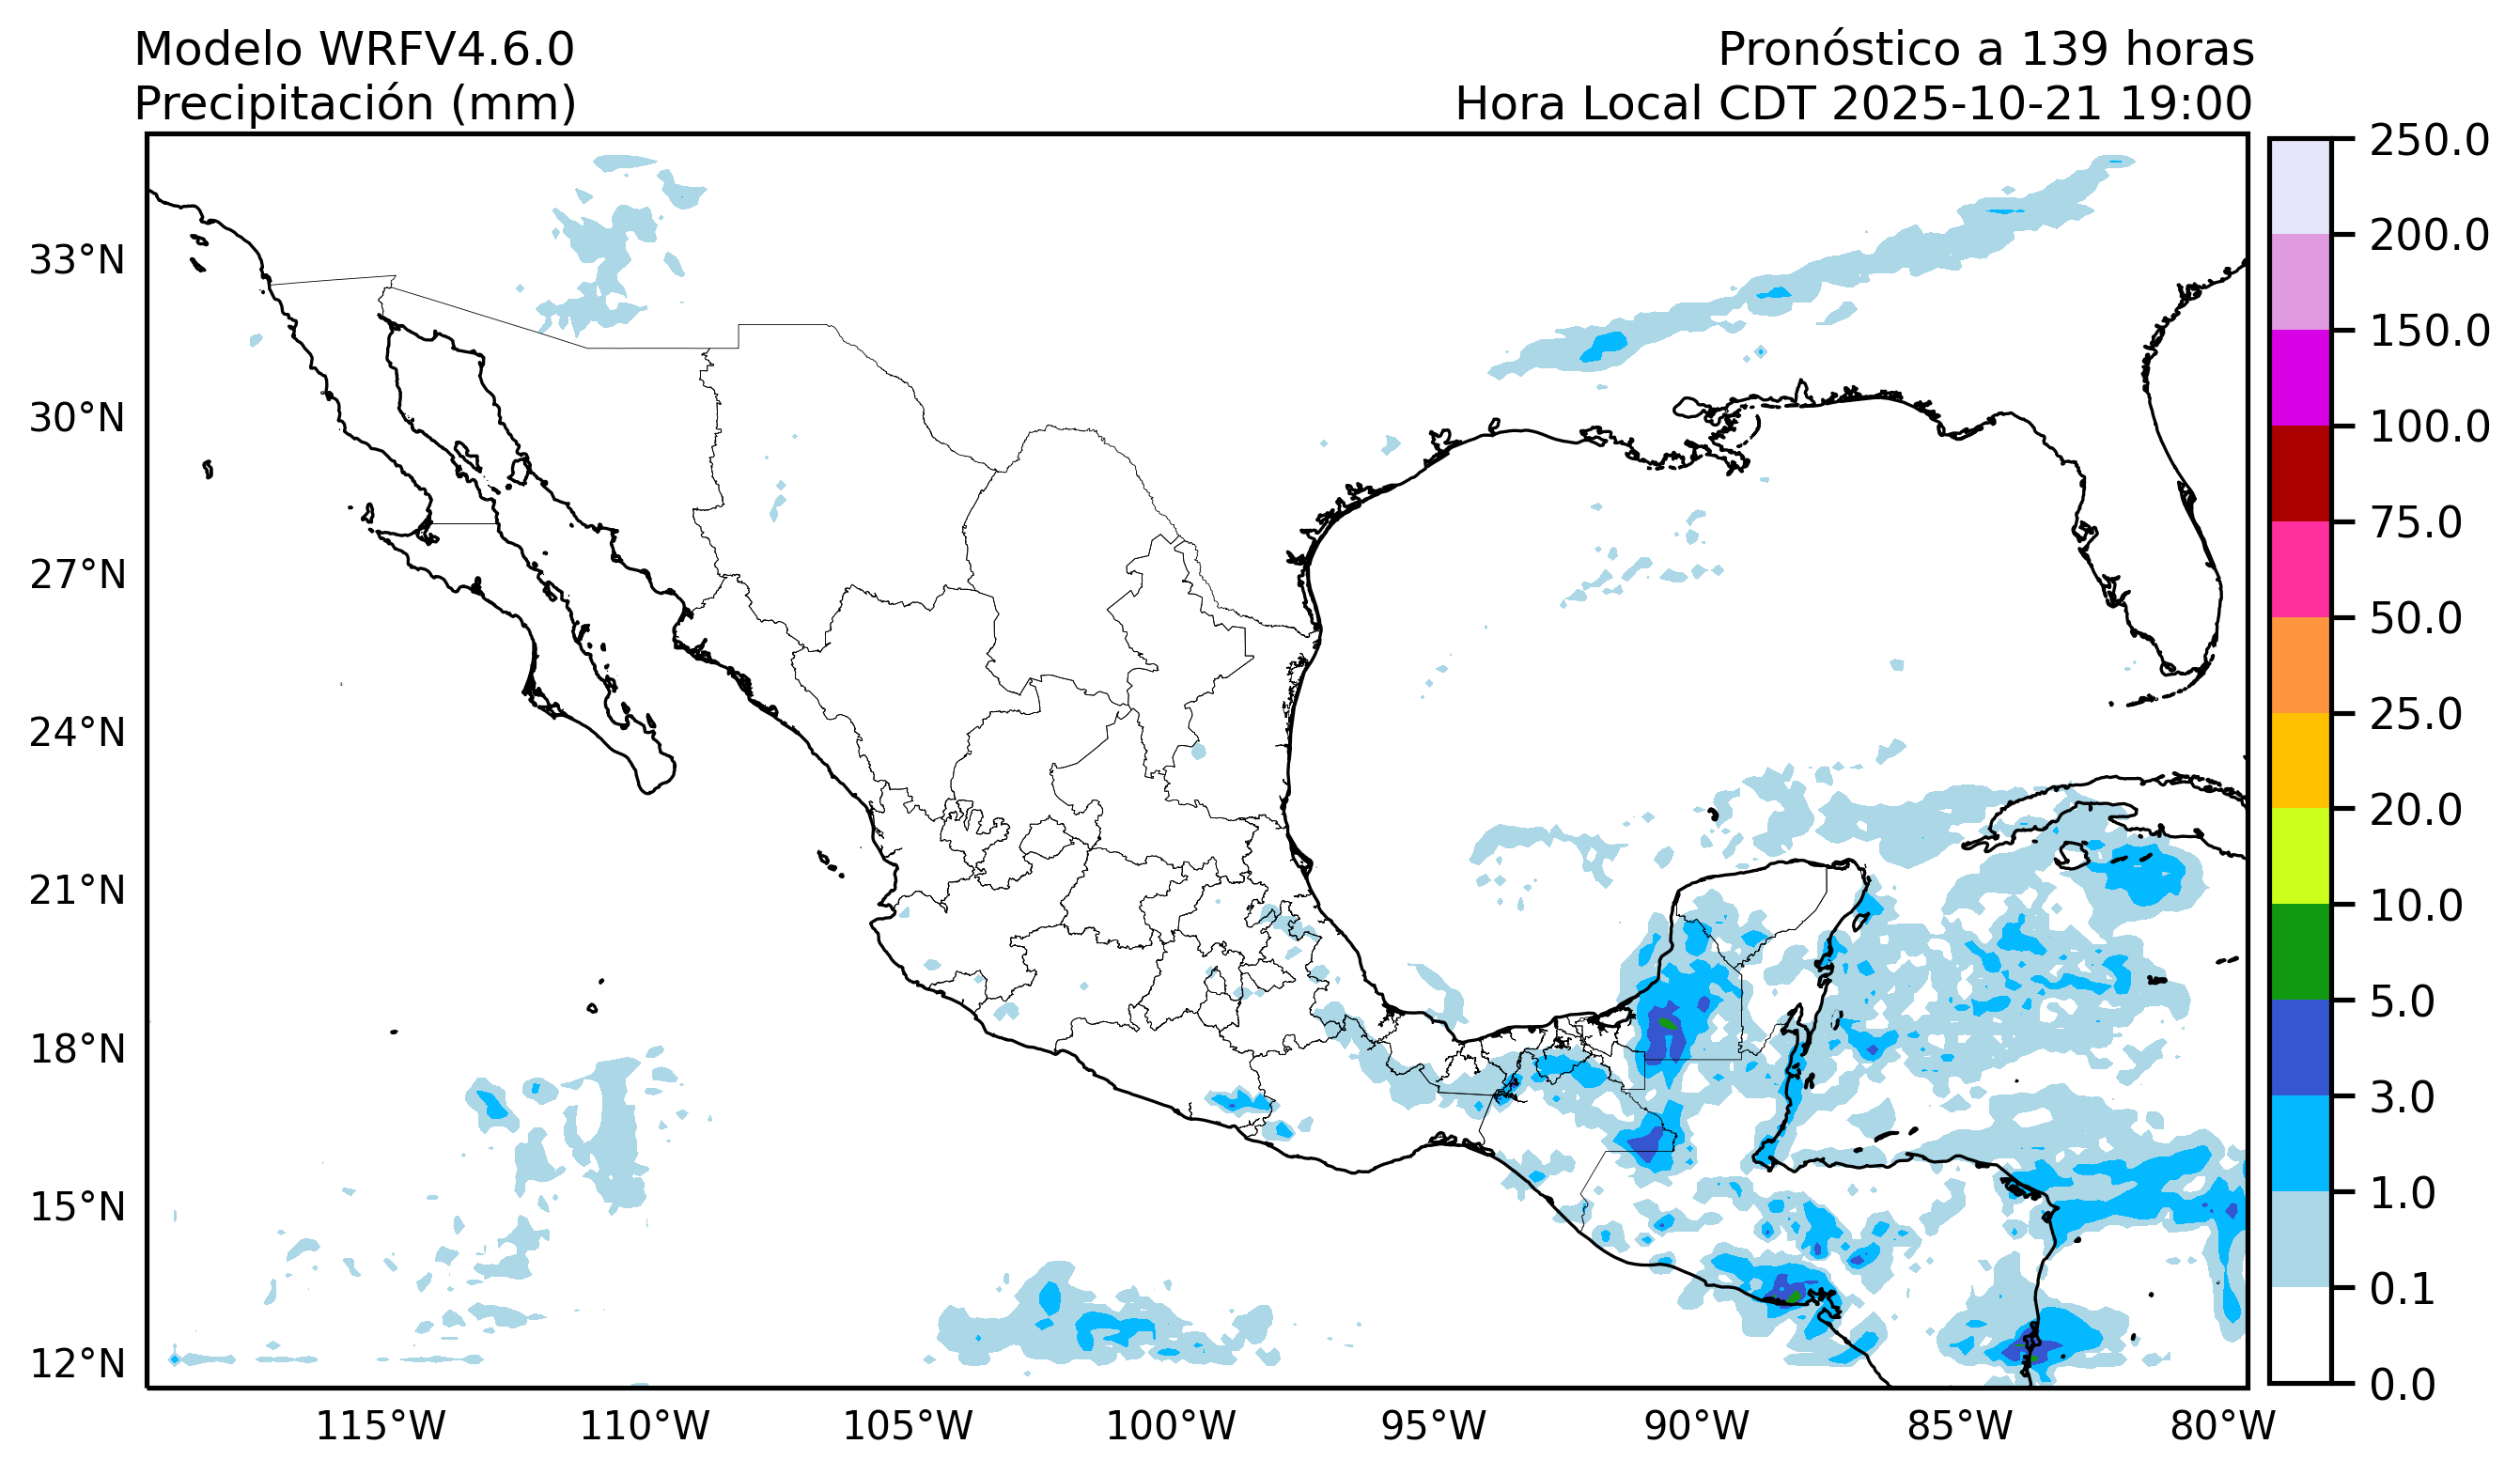 Modelo WRFV4.6.0
Precipitación (mm)
Pronóstico a 139 horas
Hora Local CDT 2025-10-21 19:00
33°N
30°N
27°N
24°N
21°N
18°N
15°N
12°N
115°W
110°W
105°W
100°W
95°W
90°W
85°W
80°W
250.0
200.0
150.0
100.0
75.0
50.0
25.0
20.0
10.0
5.0
3.0
1.0
0.1
0.0